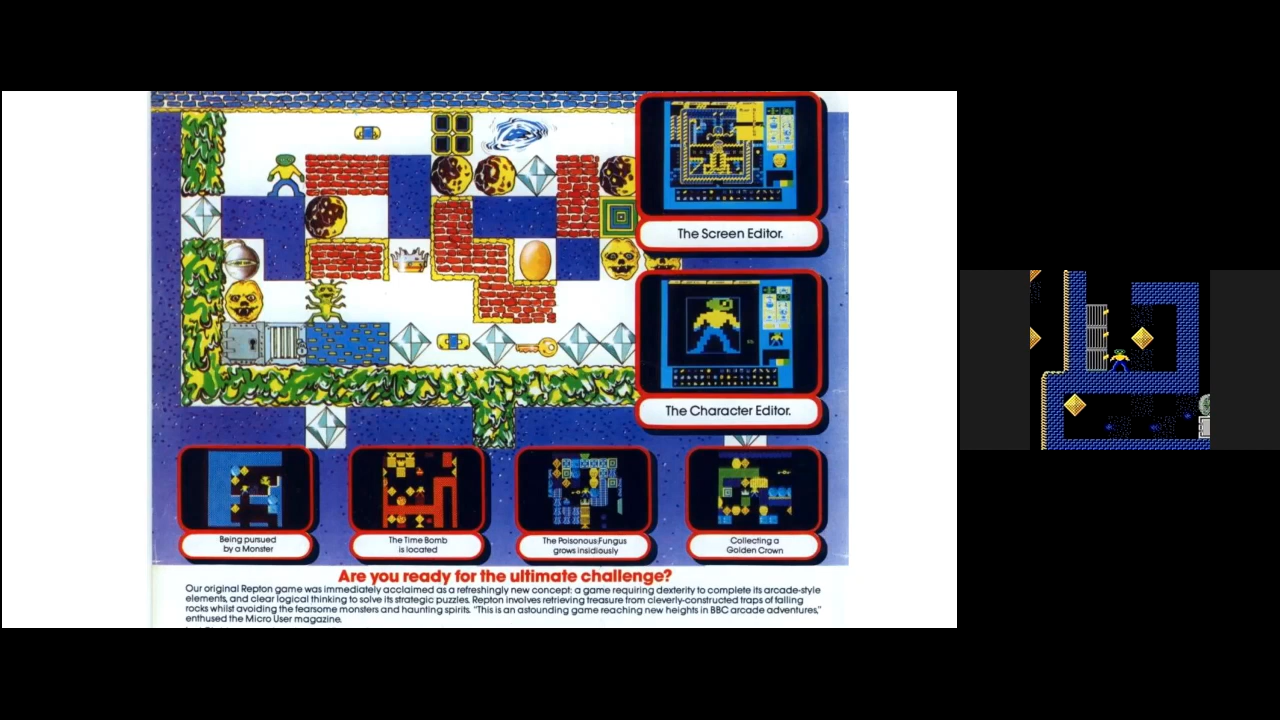 The Screen Editor.
The Character Editor.
Being pursued
by a Monster
The Time Bomb
is located
The Poisonous Fungus
grows insidiously
Collecting a
Golden Crown
Are you ready for the ultimate challenge?
Our original Repton game was immediately acclaimed as a refreshingly new concept: a game requiring dexterity to complete its arcade-style
elements, and clear logical thinking to solve its strategic puzzles. Repton involves retrieving treasure from cleverly-constructed traps of falling
rocks whilst avoiding the fearsome monsters and haunting spirits. "This is an astounding game reaching new heights in BBC arcade adventures,"
enthused the Micro User magazine.